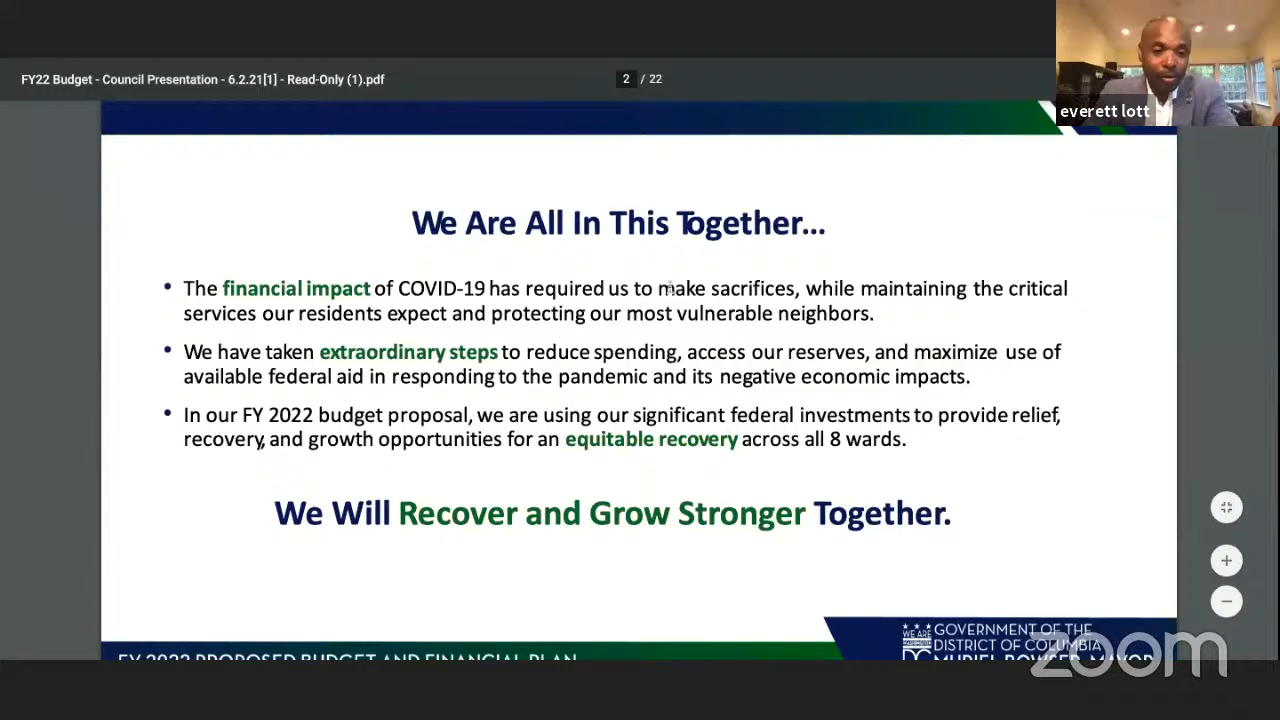 FY22 Budget - Council Presentation - 6.2.21[1] - Read-Only (1).pdf
2 / 22
everett lott
We Are All In This Together...
• The financial impact of COVID-19 has required us to make sacrifices, while maintaining the critical
services our residents expect and protecting our most vulnerable neighbors.
• We have taken extraordinary steps to reduce spending, access our reserves, and maximize use of
available federal aid in responding to the pandemic and its negative economic impacts.
• In our FY 2022 budget proposal, we are using our significant federal investments to provide relief,
recovery, and growth opportunities for an equitable recovery across all 8 wards.
We Will Recover and Grow Stronger Together.
FY 2022 PROPOSED BUDGET AND FINANCIAL PLAN
WE ARE
WASHINGTON
DC
GOVERNMENT OF THE
DISTRICT OF COLUMBIA
MURIEL BOWSER, MAYOR
zoom